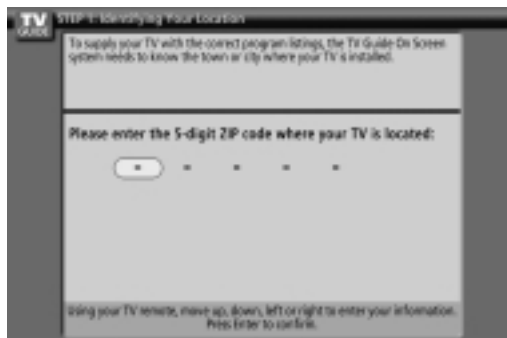 TV
GUIDE
STEP 1: Identifying Your Location
To supply your TV with the correct program listings, the TV Guide On Screen
system needs to know the town or city where your TV is installed.
Please enter the 5-digit ZIP code where your TV is located:
- - - - -
Using your TV remote, move up, down, left or right to enter your information.
Press Enter to confirm.